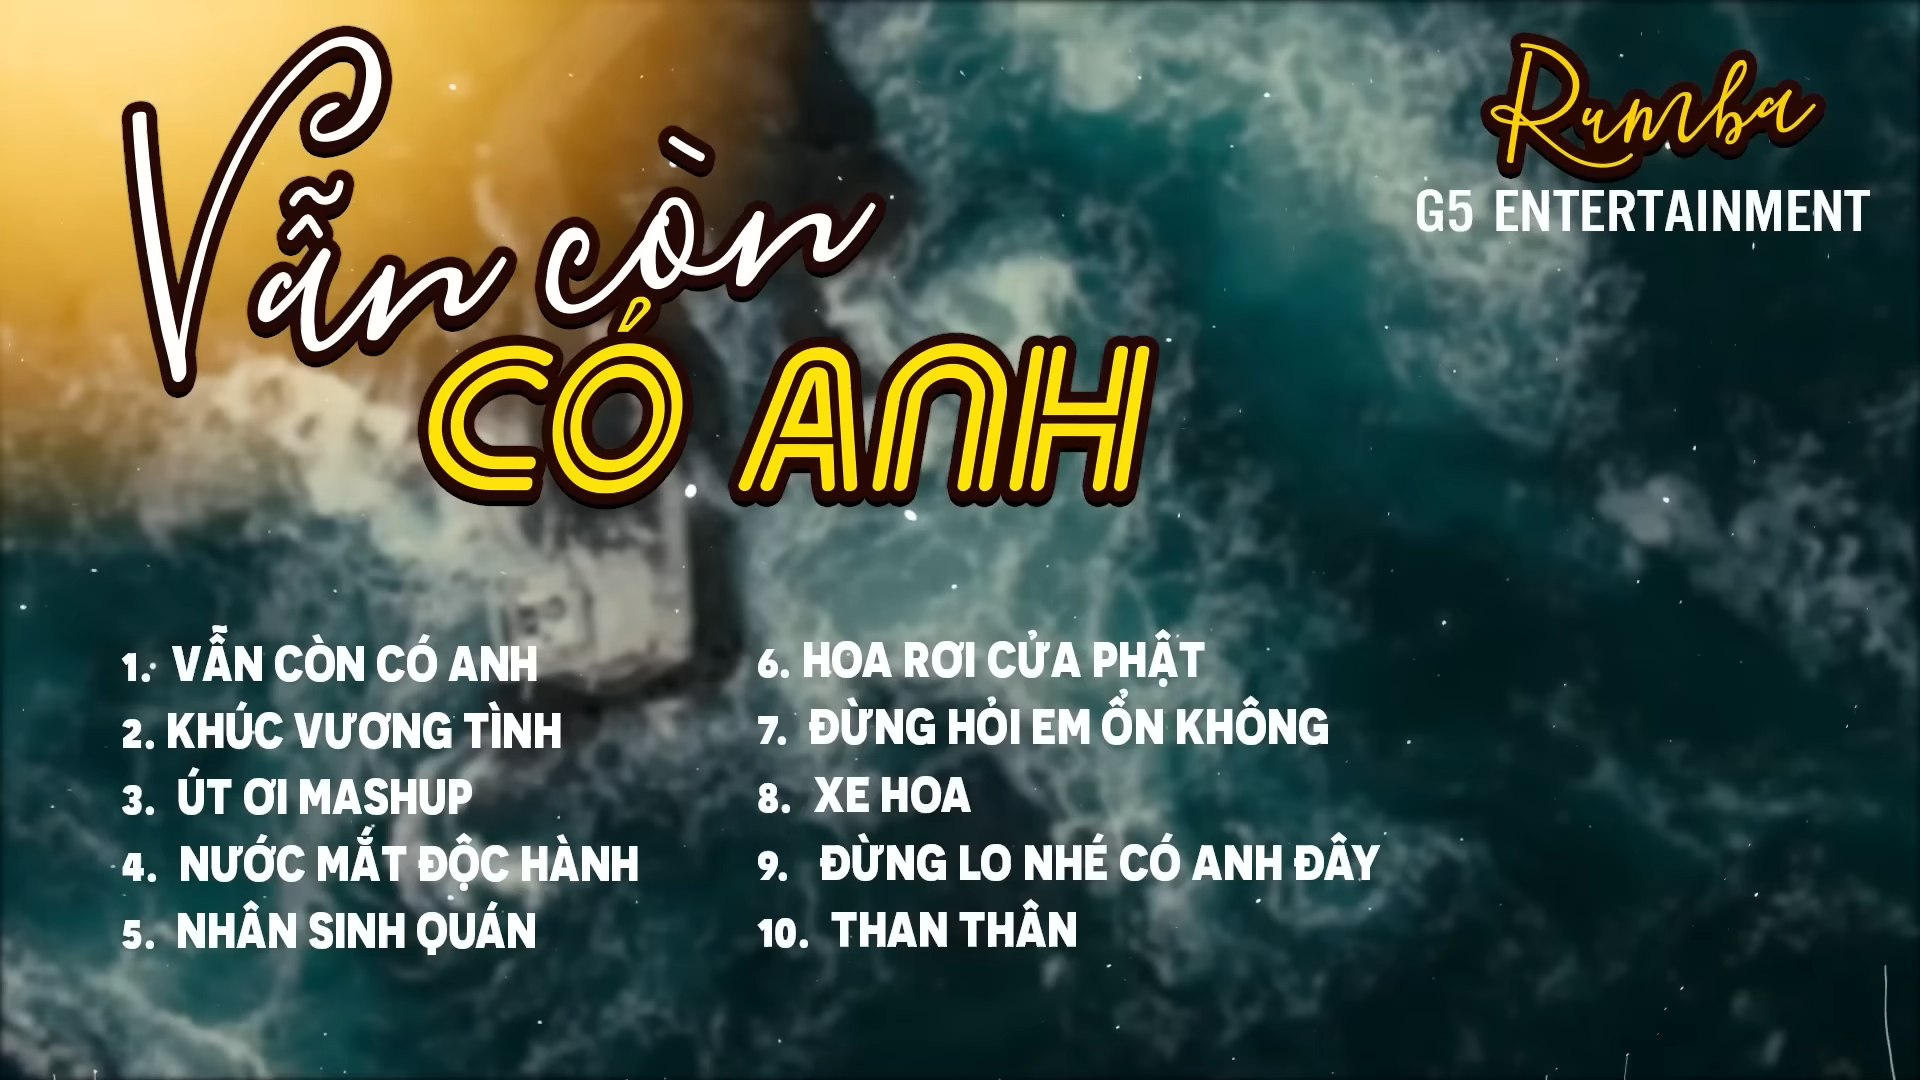 Vẫn còn
CÓ ANH
Rumba
G5 ENTERTAINMENT
1. VẪN CÒN CÓ ANH
2. KHÚC VƯƠNG TÌNH
3. ÚT ƠI MASHUP
4. NƯỚC MẮT ĐỘC HÀNH
5. NHÂN SINH QUÁN
6. HOA RƠI CỬA PHẬT
7. ĐỪNG HỎI EM ỔN KHÔNG
8. XE HOA
9. ĐỪNG LO NHÉ CÓ ANH ĐÂY
10. THAN THÂN